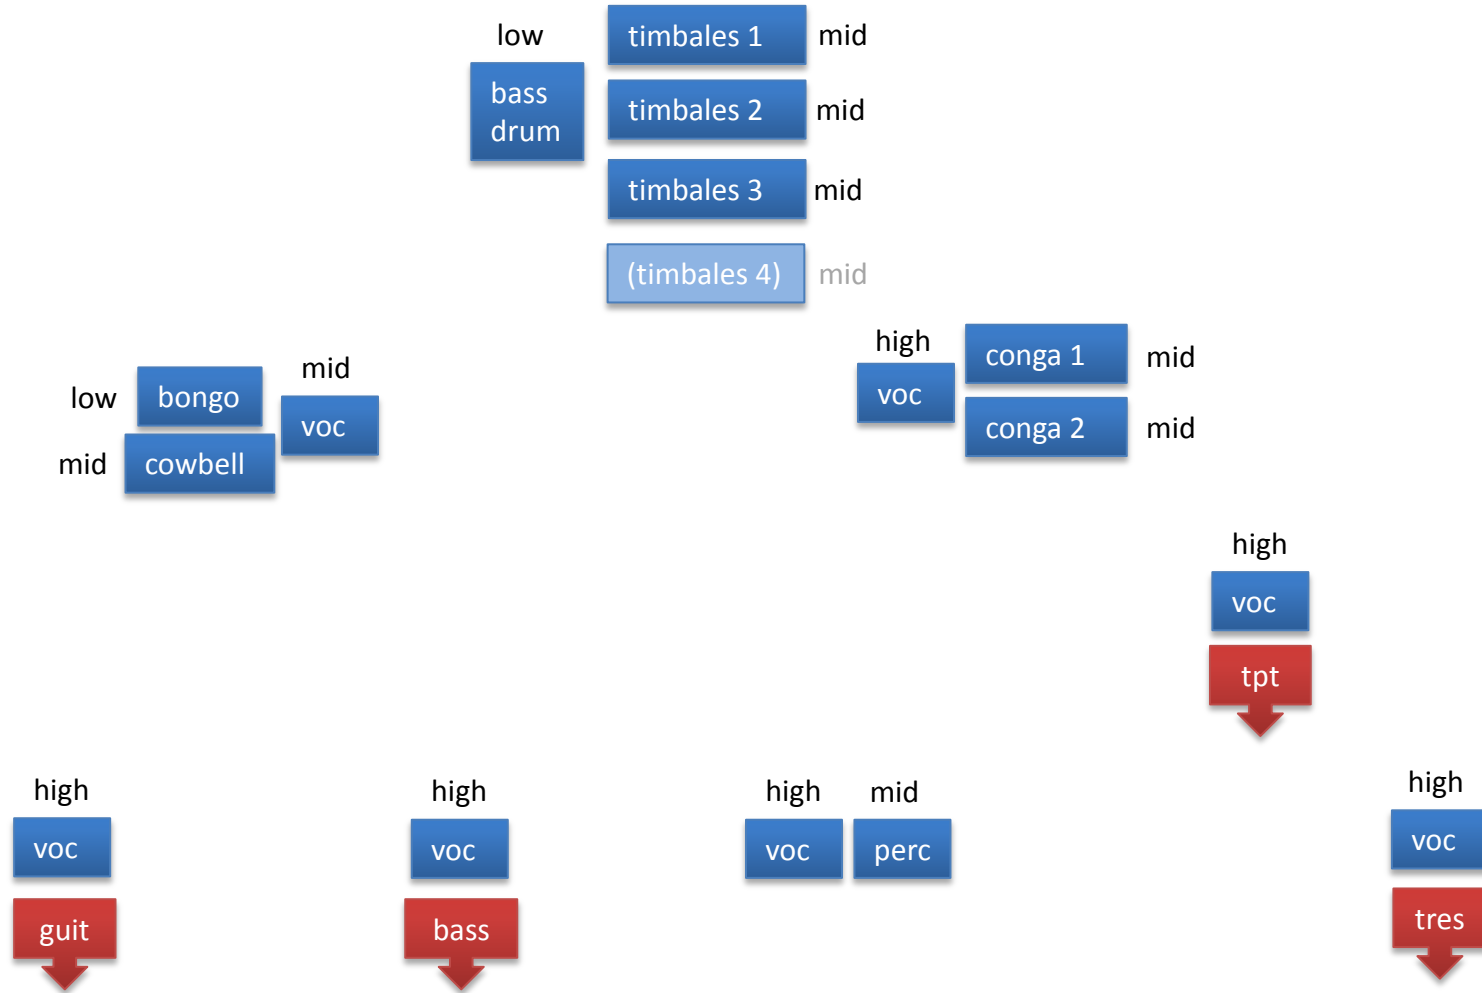 low
timbales 1
mid
bass
drum
timbales 2
mid
timbales 3
mid
(timbales 4)
mid
mid
low
bongo
voc
mid
cowbell
high
conga 1
mid
voc
conga 2
mid
high
voc
tpt
high
voc
guit
high
voc
bass
high
mid
voc
perc
high
voc
tres